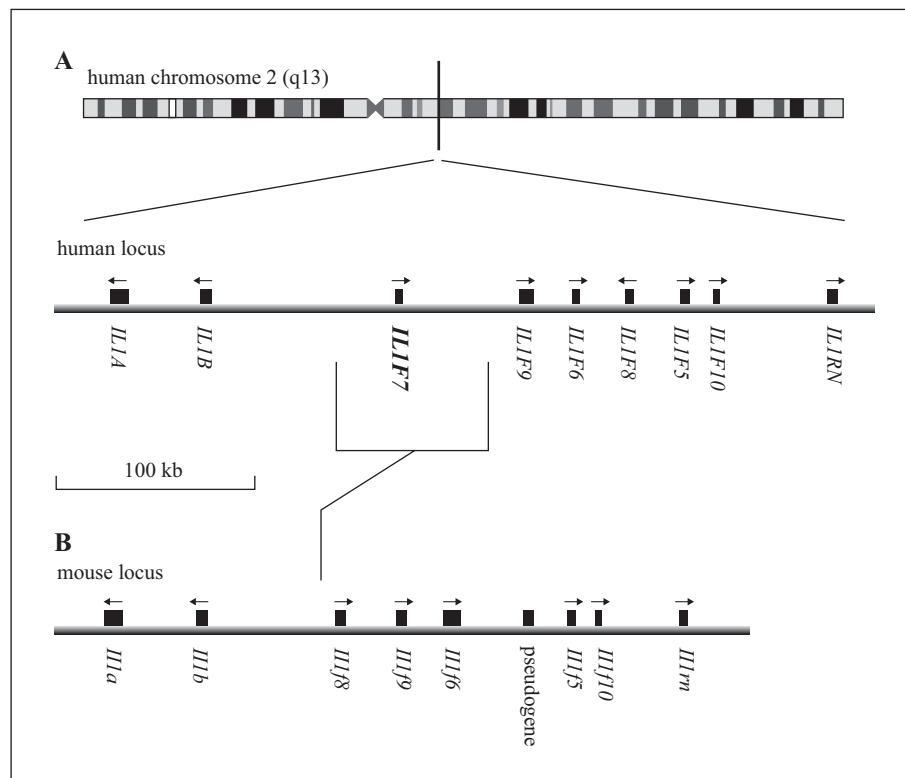 A
human chromosome 2 (q13)
human locus
IL1A
IL1B
IL1F7
IL1F9
IL1F6
IL1F8
IL1F5
IL1F10
IL1RN
100 kb
B
mouse locus
Il1a
Il1b
Il1f8
Il1f9
Il1f6
pseudogene
Il1f5
Il1f10
Il1rn